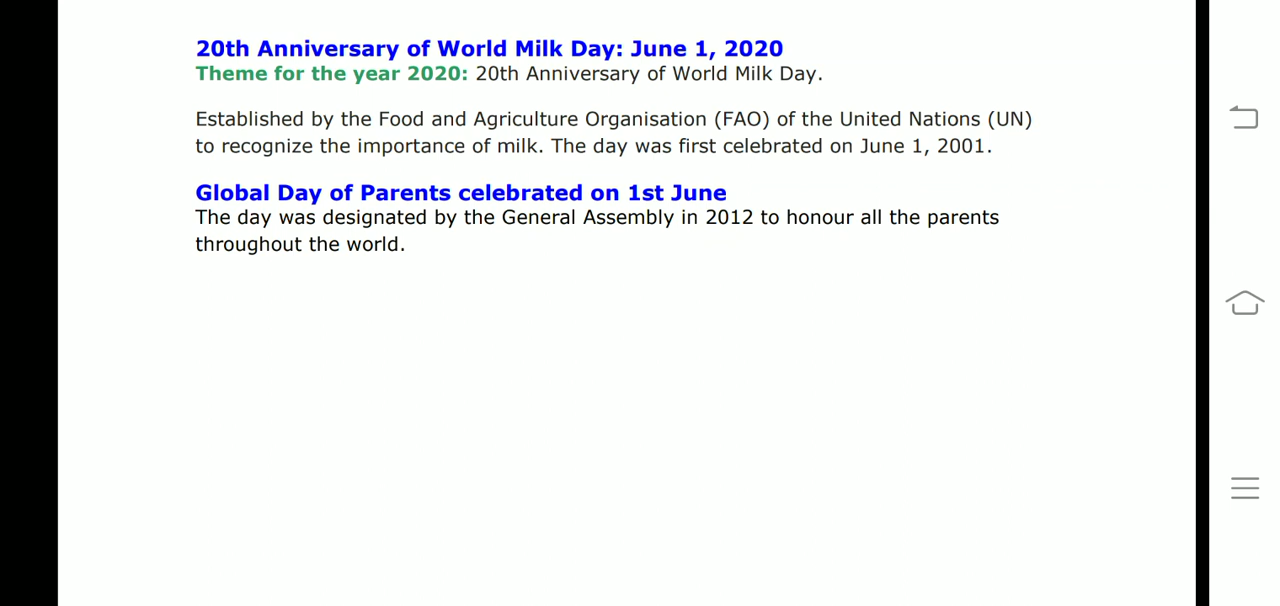 20th Anniversary of World Milk Day: June 1, 2020
Theme for the year 2020: 20th Anniversary of World Milk Day.
Established by the Food and Agriculture Organisation (FAO) of the United Nations (UN)
to recognize the importance of milk. The day was first celebrated on June 1, 2001.
Global Day of Parents celebrated on 1st June
The day was designated by the General Assembly in 2012 to honour all the parents
throughout the world.